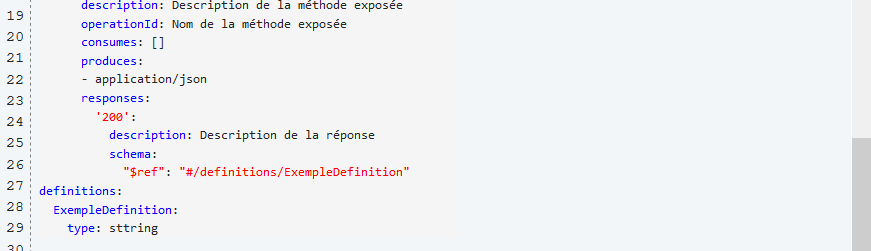 description: Description de la méthode exposée
19 operationId: Nom de la méthode exposée
20 consumes: []
21 produces:
22 - application/json
23 responses:
24 '200':
25 description: Description de la réponse
26 schema:
27 "$ref": "#/definitions/ExempleDefinition"
definitions:
28 ExempleDefinition:
29 type: sttring
30